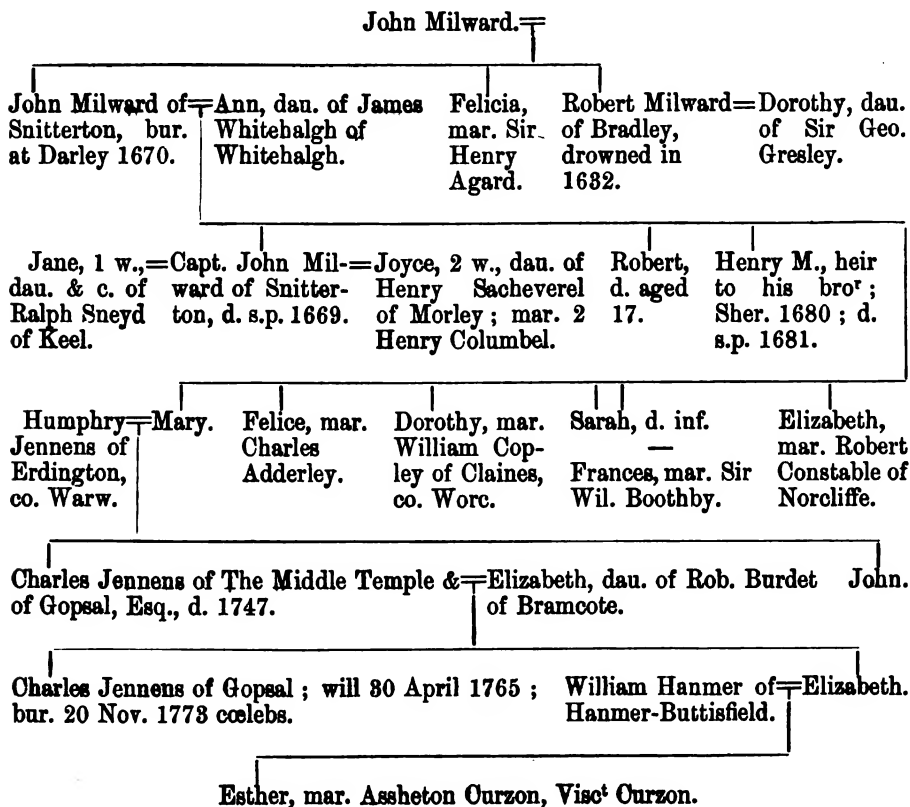 John Milward.=
John Milward of=Ann, dau. of James
Snitterton, bur. Whitehalgh of
at Darley 1670. Whitehalgh.
Felicia,
mar. Sir
Henry
Agard.
Robert Milward=Dorothy, dau.
of Bradley, of Sir Geo.
drowned in Gresley.
1632.
Jane, 1 w.,=Capt. John Mil-=Joyce, 2 w., dau. of
dau. & c. of ward of Snitter- Henry Sacheverel
Ralph Sneyd ton, d. s.p. 1669. of Morley ; mar. 2
of Keel. Henry Columbel.
Robert,
d. aged
17.
Henry M., heir
to his broʳ ;
Sher. 1680 ; d.
s.p. 1681.
Humphry=Mary.
Jennens of
Erdington,
co. Warw.
Felice, mar.
Charles
Adderley.
Dorothy, mar.
William Cop-
ley of Claines,
co. Worc.
Sarah, d. inf.
—
Frances, mar. Sir
Wil. Boothby.
Elizabeth,
mar. Robert
Constable of
Norcliffe.
Charles Jennens of The Middle Temple &=Elizabeth, dau. of Rob. Burdet
of Gopsal, Esq., d. 1747. of Bramcote.
John.
Charles Jennens of Gopsal ; will 30 April 1765 ;
bur. 20 Nov. 1773 cœlebs.
William Hanmer of=Elizabeth.
Hanmer-Buttisfield.
Esther, mar. Assheton Curzon, Viscᵗ Curzon.